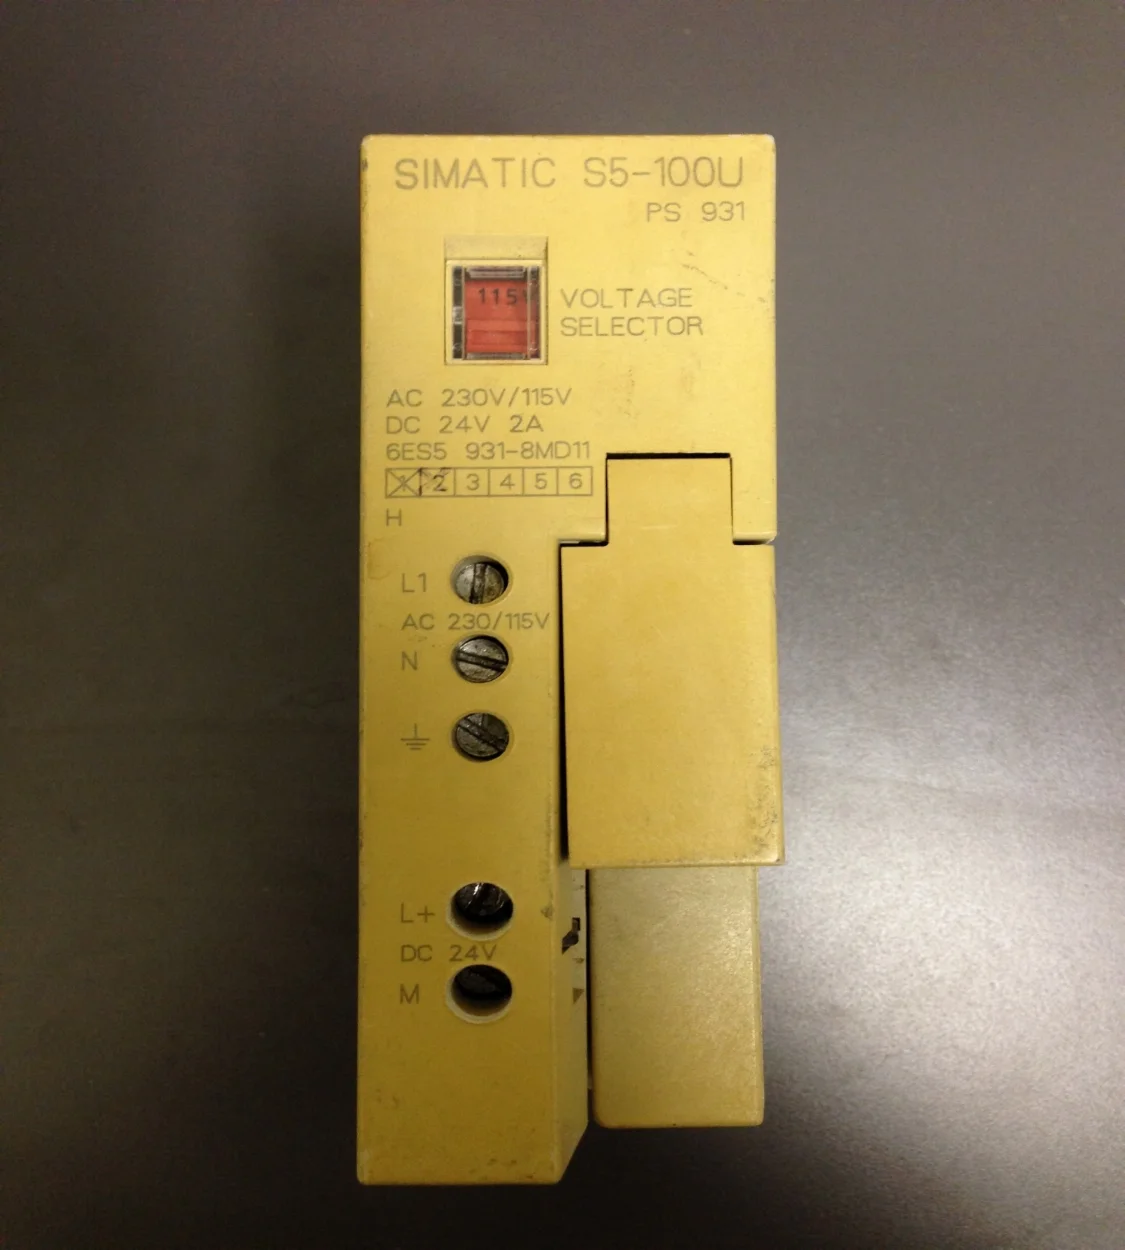 SIMATIC S5-100U
PS 931
115V
VOLTAGE
SELECTOR
AC 230V/115V
DC 24V 2A
6ES5 931-8MD11
1 2 3 4 5 6
H
L1
AC 230/115V
N
L+
DC 24V
M